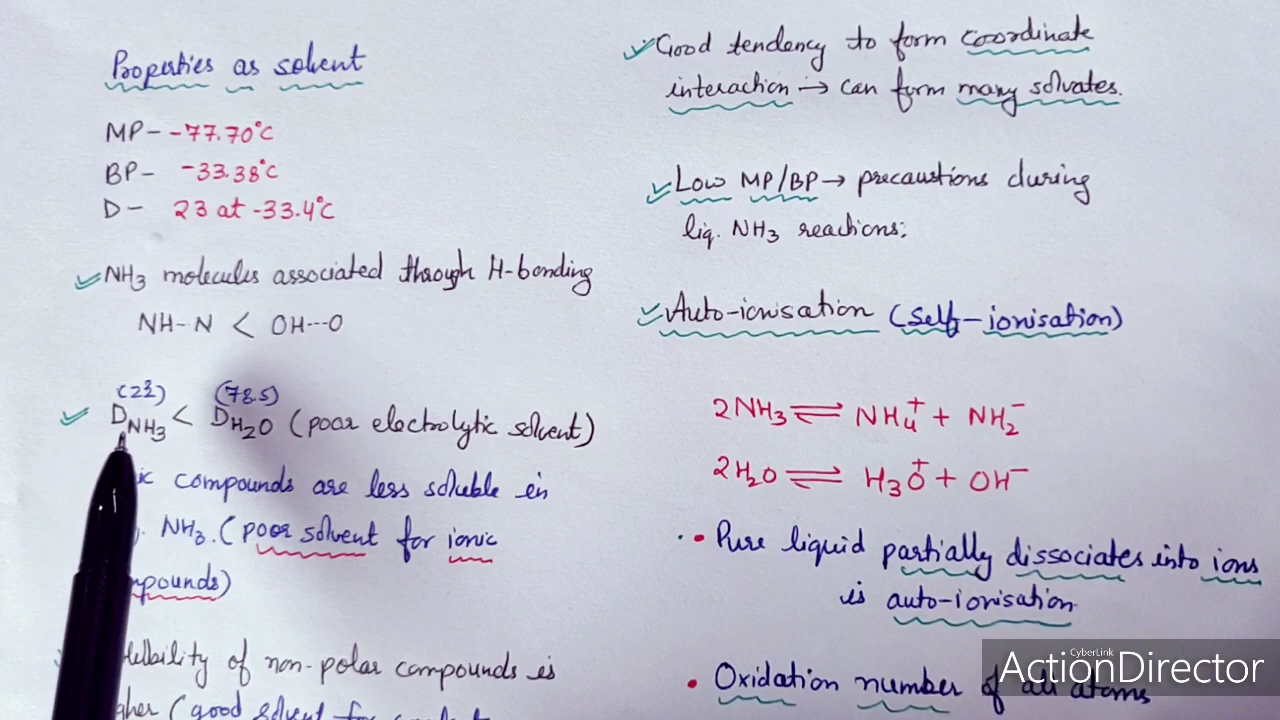 Properties as solvent
MP- -77.70°C
BP- -33.38°C
D- 23 at -33.4°C
NH3 molecules associated through H-bonding
NH--N < OH---O
(23) (78.5)
DNH3 < DH2O (poor electrolytic solvent)
compounds are less soluble in
NH3. (poor solvent for ionic
of non-polar compounds is
(good solvent for
Good tendency to form coordinate
interaction → can form many solvates.
Low MP/BP → precaustions during
liq. NH3 reactions.
Auto-ionisation (self-ionisation)
2NH3 ⇌ NH4+ + NH2-
2H2O ⇌ H3O+ + OH-
• Pure liquid partially dissociates into ions
is auto-ionisation
• Oxidation number of all atoms
CyberLink
ActionDirector